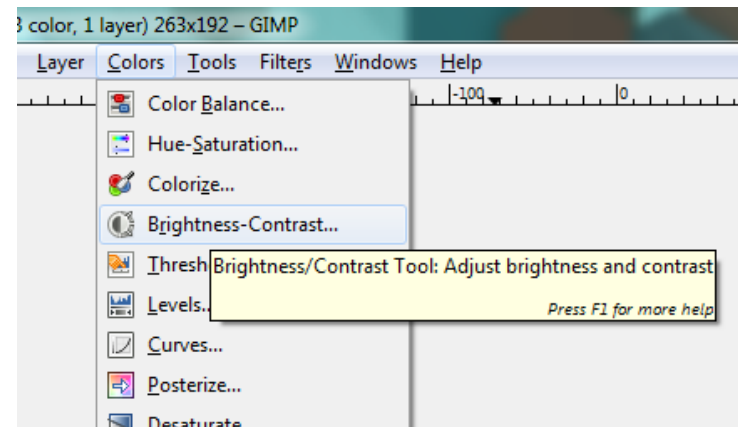 3 color, 1 layer) 263x192 – GIMP
Layer Colors Tools Filters Windows Help
-100 0
Color Balance...
Hue-Saturation...
Colorize...
Brightness-Contrast...
Thresh
Brightness/Contrast Tool: Adjust brightness and contrast
Levels..
Press F1 for more help
Curves...
Posterize...
Desaturate